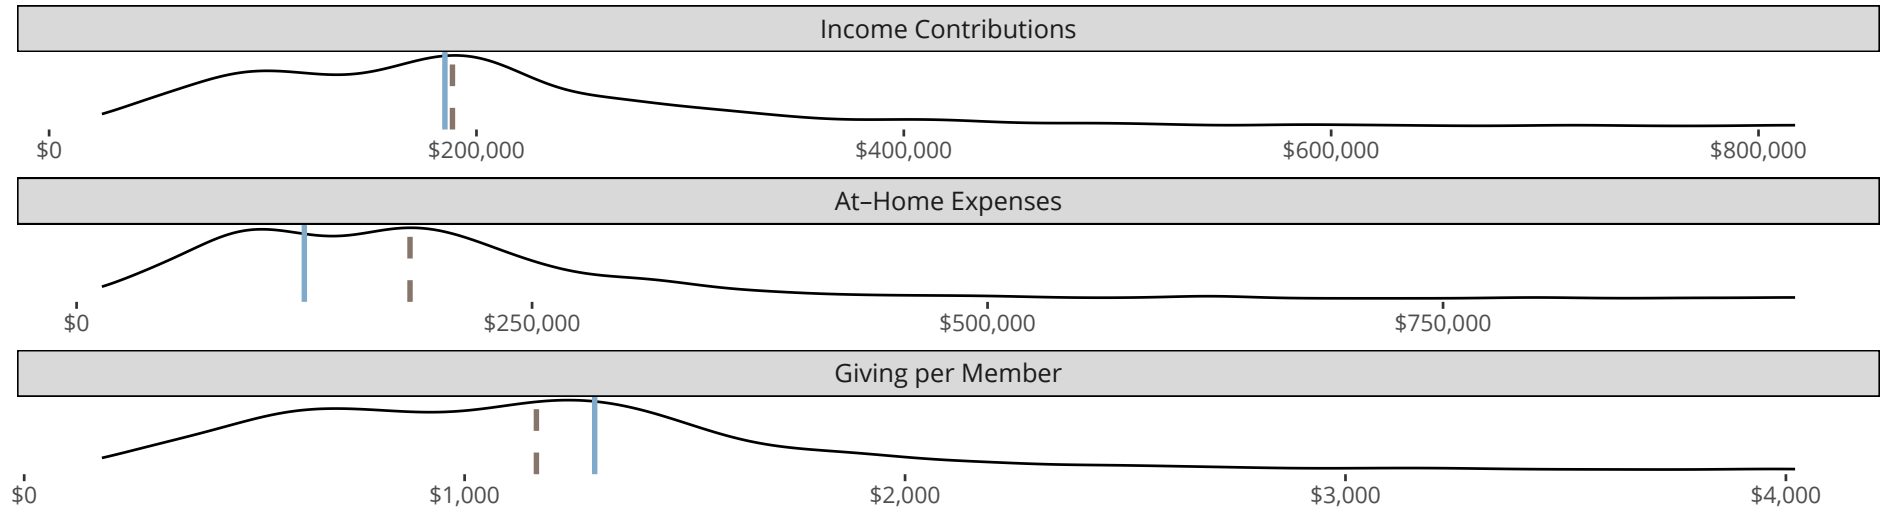 Income Contributions
$0 $200,000 $400,000 $600,000 $800,000
At–Home Expenses
$0 $250,000 $500,000 $750,000
Giving per Member
$0 $1,000 $2,000 $3,000 $4,000